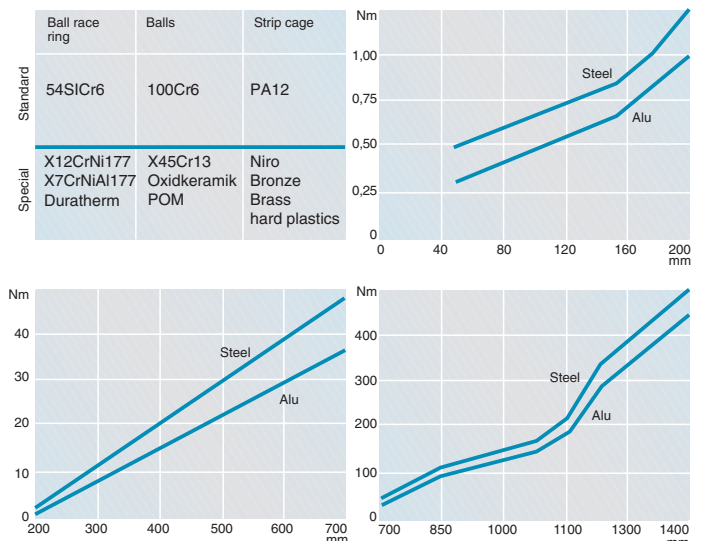 Ball race
ring
Balls
Strip cage
Standard
54SICr6
100Cr6
PA12
Special
X12CrNi177
X7CrNiAl177
Duratherm
X45Cr13
Oxidkeramik
POM
Niro
Bronze
Brass
hard plastics
Nm
1,00
0,75
0,50
0,25
0
Steel
Alu
0 40 80 120 160 200
mm
Nm
40
30
20
10
0
Steel
Alu
200 300 400 500 600 700
mm
Nm
400
300
200
100
0
Steel
Alu
700 850 1000 1100 1300 1400
mm